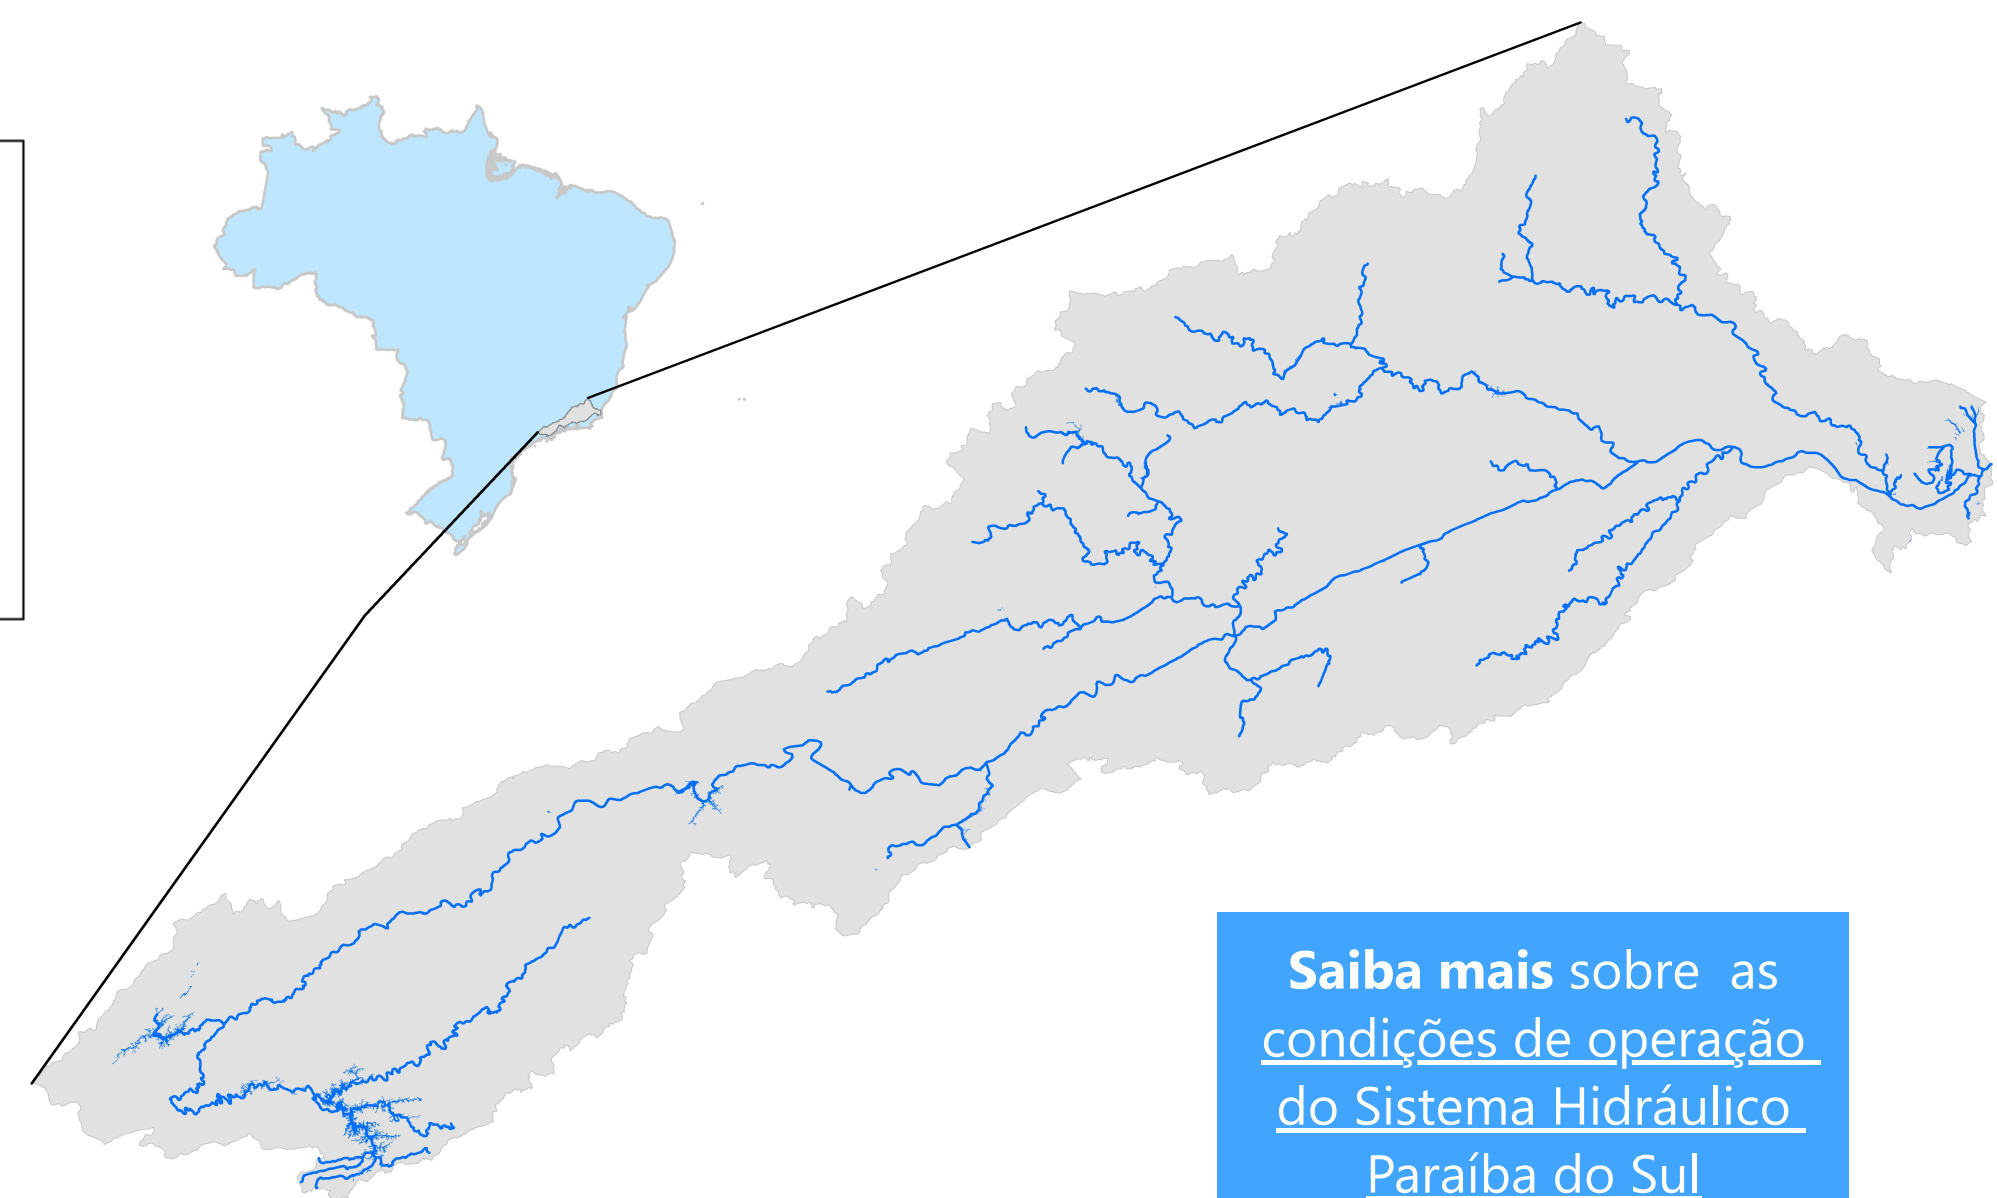 Saiba mais sobre as
condições de operação
do Sistema Hidráulico
Paraíba do Sul